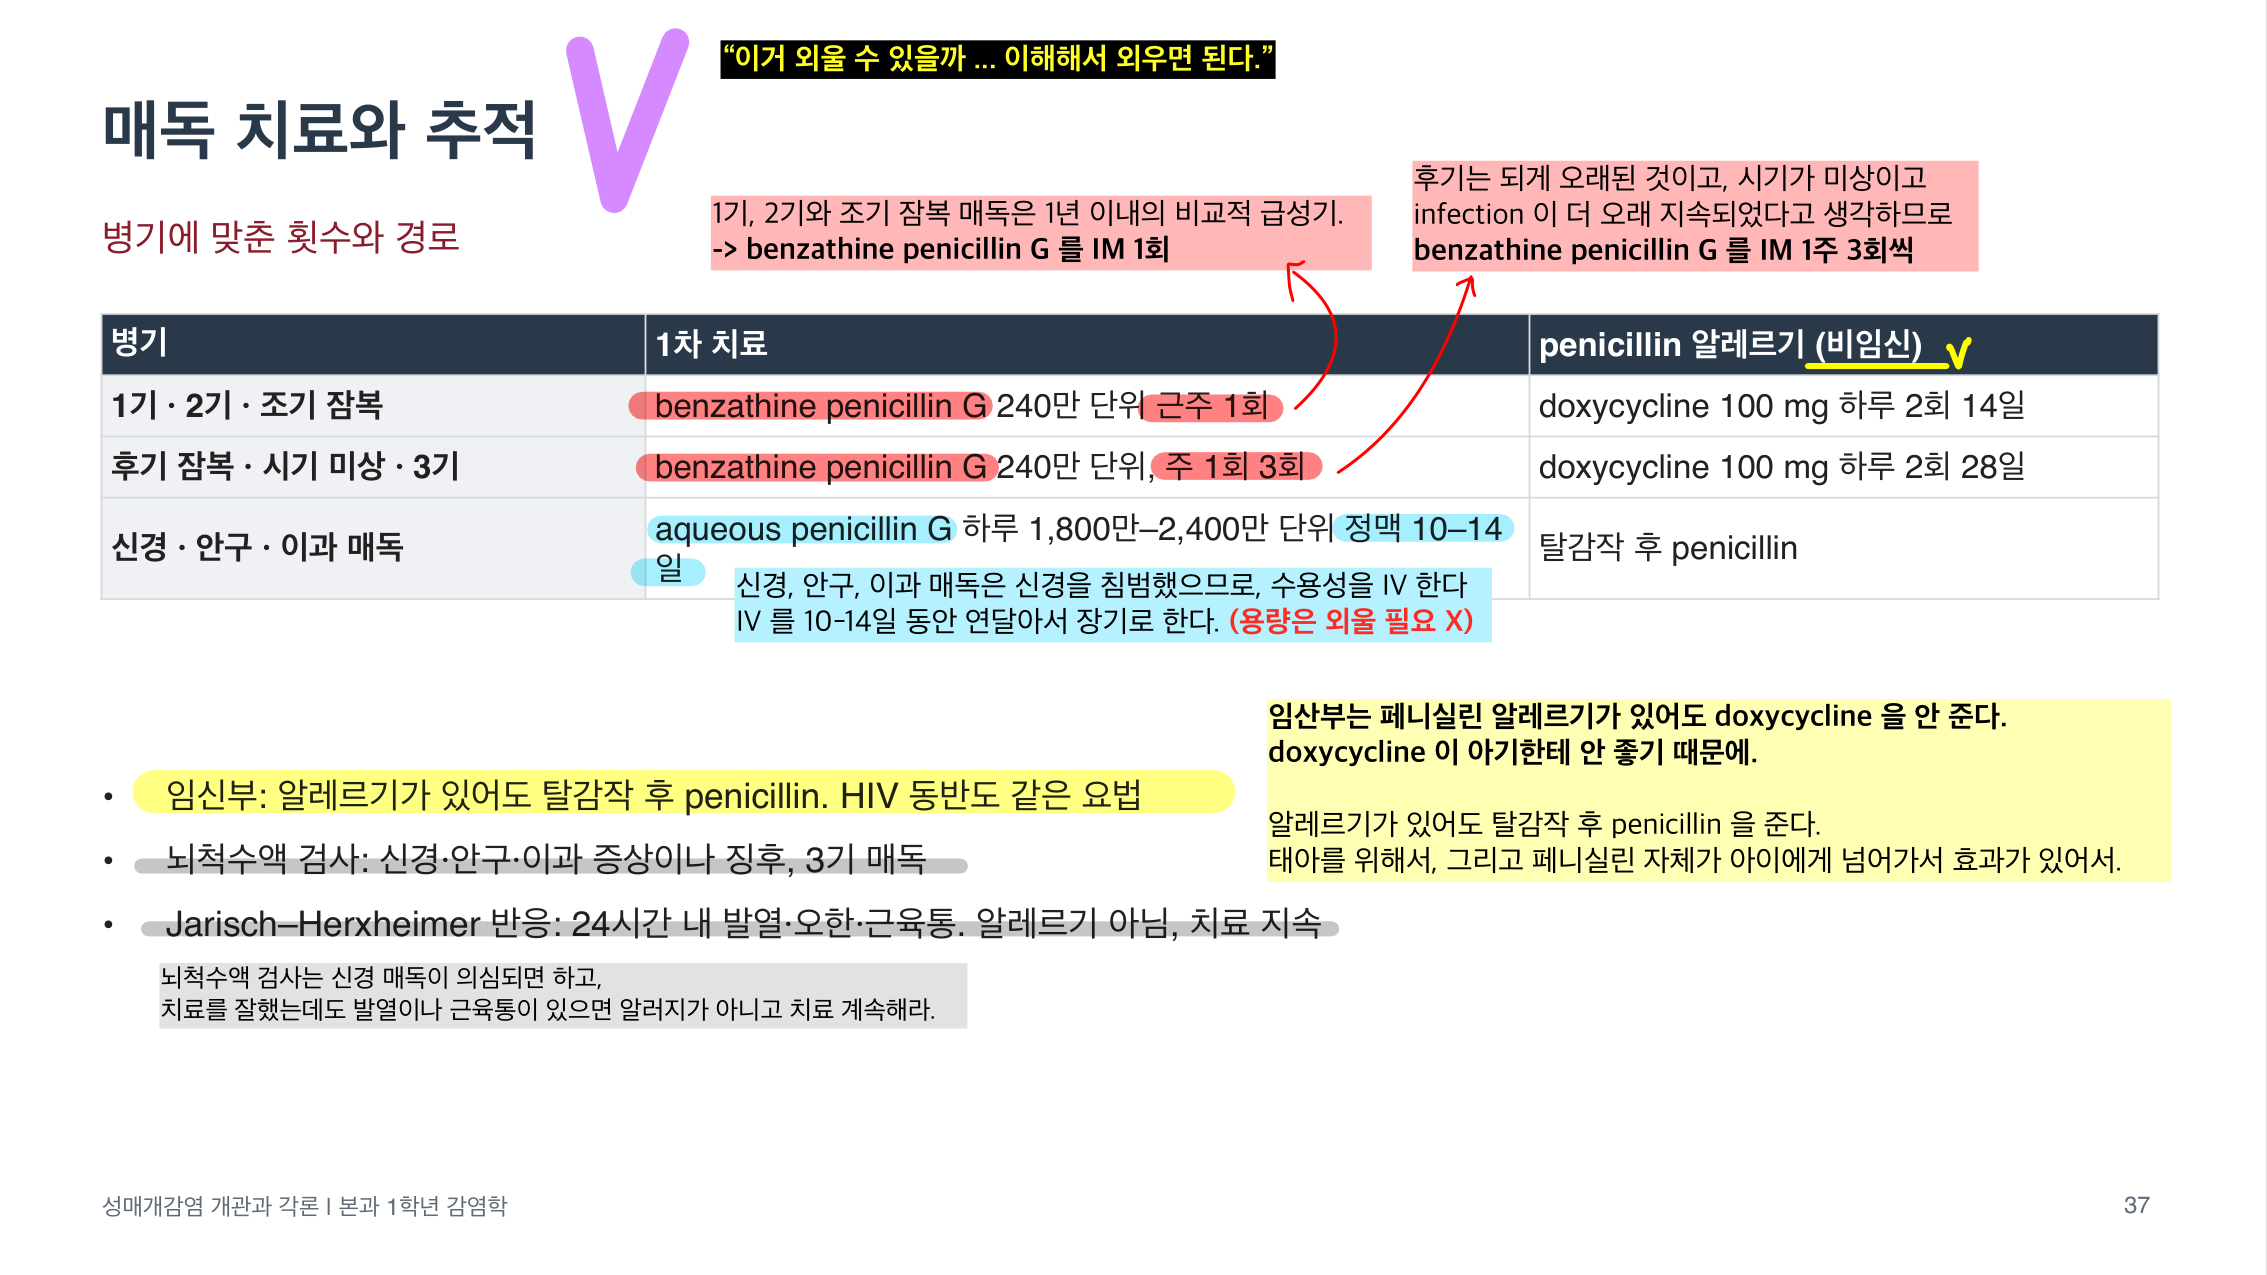 “이거 외울 수 있을까 ... 이해해서 외우면 된다.”
매독 치료와 추적
병기에 맞춘 횟수와 경로
1기, 2기와 조기 잠복 매독은 1년 이내의 비교적 급성기.
-> benzathine penicillin G 를 IM 1회
후기는 되게 오래된 것이고, 시기가 미상이고
infection 이 더 오래 지속되었다고 생각하므로
benzathine penicillin G 를 IM 1주 3회씩
병기 1차 치료 penicillin 알레르기 (비임신)
1기 · 2기 · 조기 잠복 benzathine penicillin G 240만 단위 근주 1회 doxycycline 100 mg 하루 2회 14일
후기 잠복 · 시기 미상 · 3기 benzathine penicillin G 240만 단위, 주 1회 3회 doxycycline 100 mg 하루 2회 28일
신경 · 안구 · 이과 매독 aqueous penicillin G 하루 1,800만–2,400만 단위 정맥 10–14
일 탈감작 후 penicillin
신경, 안구, 이과 매독은 신경을 침범했으므로, 수용성을 IV 한다
IV 를 10-14일 동안 연달아서 장기로 한다. (용량은 외울 필요 X)
임산부는 페니실린 알레르기가 있어도 doxycycline 을 안 준다.
doxycycline 이 아기한테 안 좋기 때문에.
알레르기가 있어도 탈감작 후 penicillin 을 준다.
태아를 위해서, 그리고 페니실린 자체가 아이에게 넘어가서 효과가 있어서.
• 임신부: 알레르기가 있어도 탈감작 후 penicillin. HIV 동반도 같은 요법
• 뇌척수액 검사: 신경·안구·이과 증상이나 징후, 3기 매독
• Jarisch–Herxheimer 반응: 24시간 내 발열·오한·근육통. 알레르기 아님, 치료 지속
뇌척수액 검사는 신경 매독이 의심되면 하고,
치료를 잘했는데도 발열이나 근육통이 있으면 알러지가 아니고 치료 계속해라.
성매개감염 개관과 각론 | 본과 1학년 감염학
37